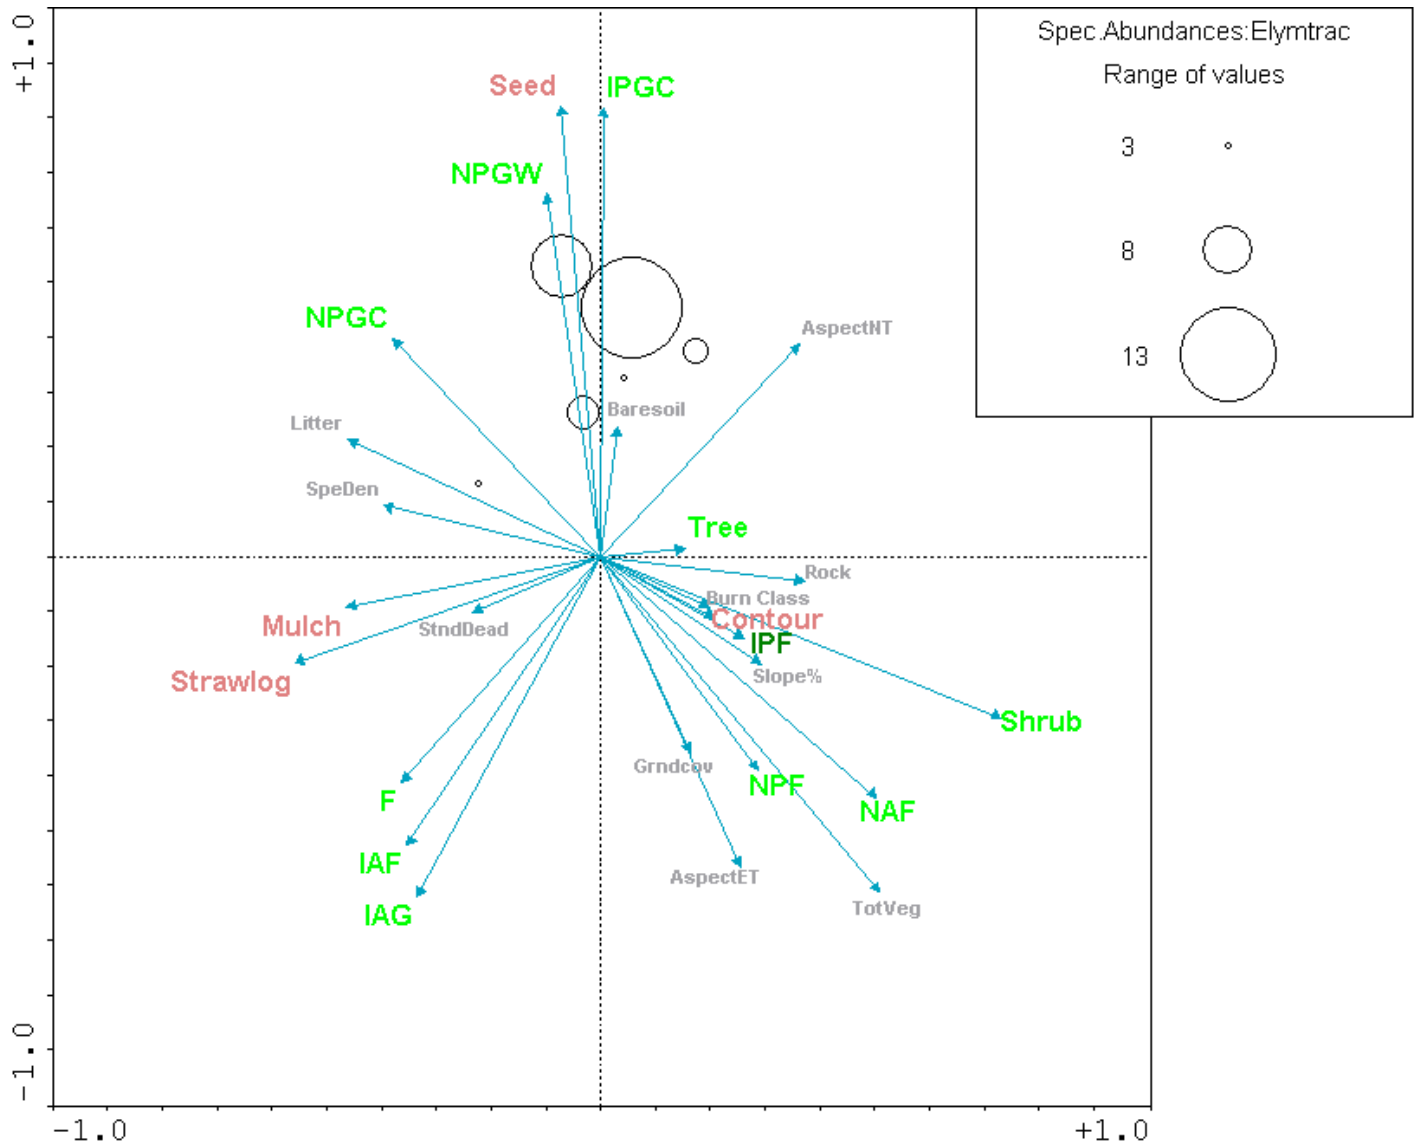 +1.0
Spec.Abundances:Elymtrac
Range of values
3
8
13
Seed
IPGC
NPGW
NPGC
AspectNT
Litter
Baresoil
SpeDen
Tree
Rock
Burn Class
Contour
Mulch
StndDead
IPF
Slope%
Strawlog
Shrub
Grndcov
NPF
F
NAF
IAF
AspectET
IAG
TotVeg
-1.0
-1.0
+1.0